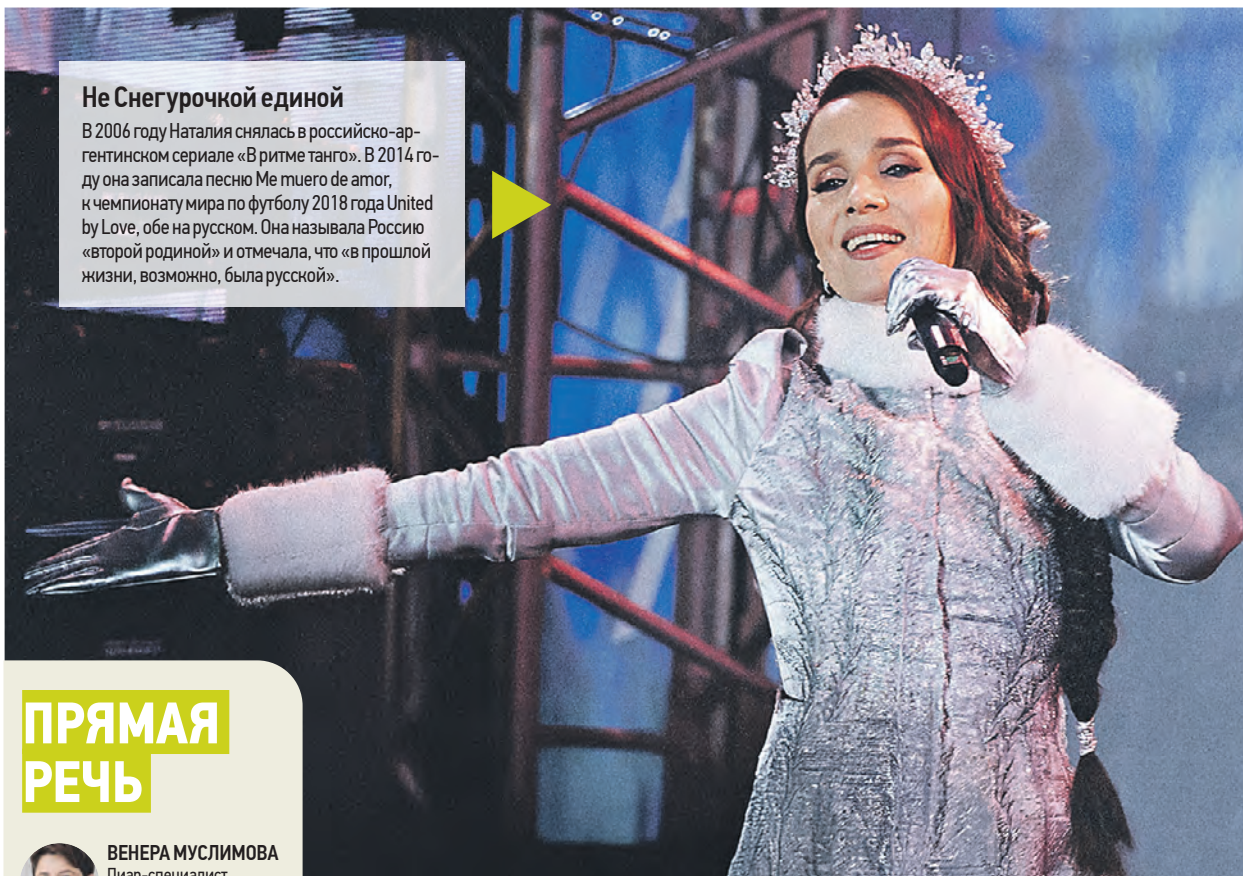 Не Снегурочкой единой
В 2006 году Наталия снялась в российско-ар-
гентинском сериале «В ритме танго». В 2014 го-
ду она записала песню Me muero de amor,
к чемпионату мира по футболу 2018 года United
by Love, обе на русском. Она называла Россию
«второй родиной» и отмечала, что «в прошлой
жизни, возможно, была русской».
ПРЯМАЯ
РЕЧЬ
ВЕНЕРА МУСЛИМОВА
Пиар-специалист